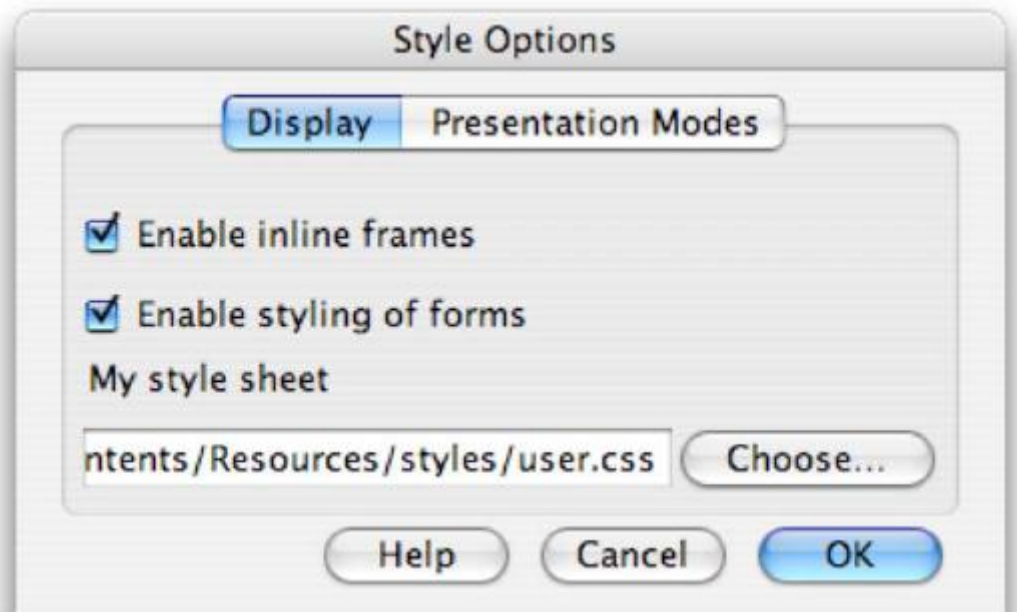 Style Options
Display Presentation Modes
Enable inline frames
Enable styling of forms
My style sheet
ntents/Resources/styles/user.css Choose...
Help Cancel OK